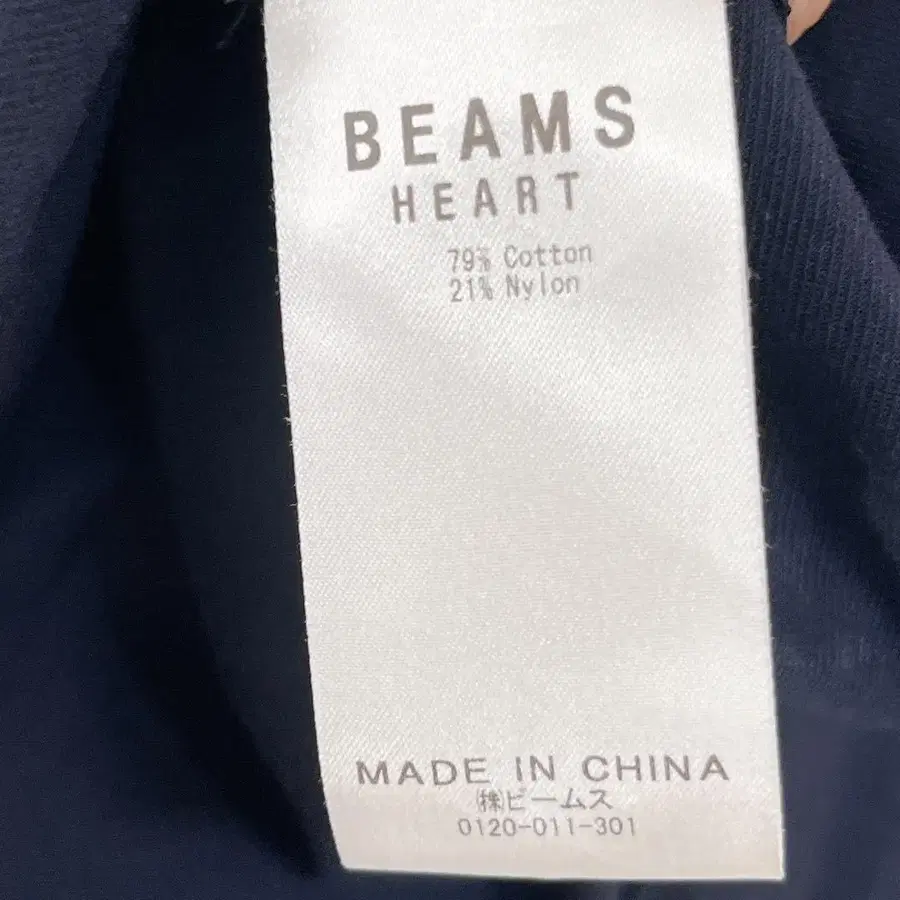 BEAMS
HEART
79% Cotton
21% Nylon
MADE IN CHINA
㈱ビームス
0120-011-301